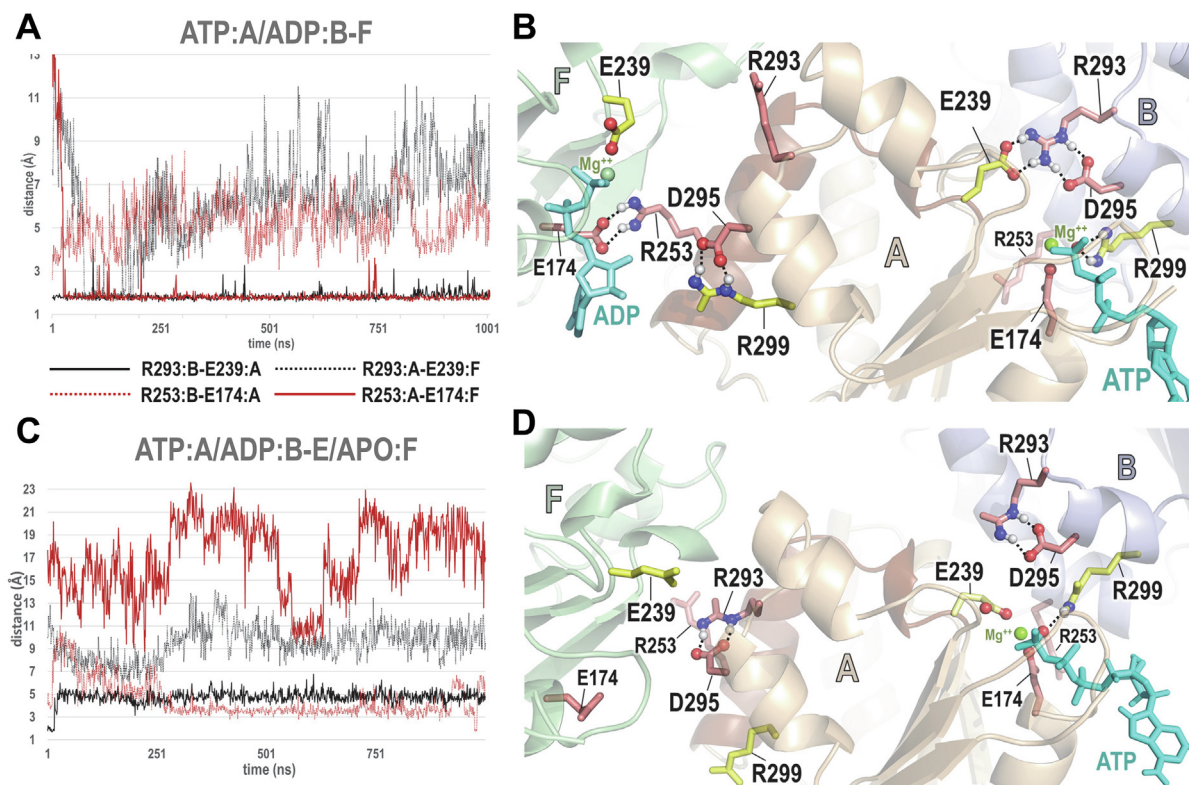 A
ATP:A/ADP:B-F
13
11
9
7
5
3
1
distance (Å)
1 251 501 751 1001
time (ns)
R293:B-E239:A R293:A-E239:F
R253:B-E174:A R253:A-E174:F
B
F
E239
R293
R293
E239
B
Mg++
D295
D295
R253
E174
R253
Mg++
A
R299
ADP
R299
E174
ATP
C
ATP:A/ADP:B-E/APO:F
23
21
19
17
15
13
11
9
7
5
3
1
distance (Å)
1 251 501 751
time (ns)
D
R293
B
F
D295
R299
E239
R293
E239
R253
Mg++
R253
E174
D295
A
E174
R299
ATP